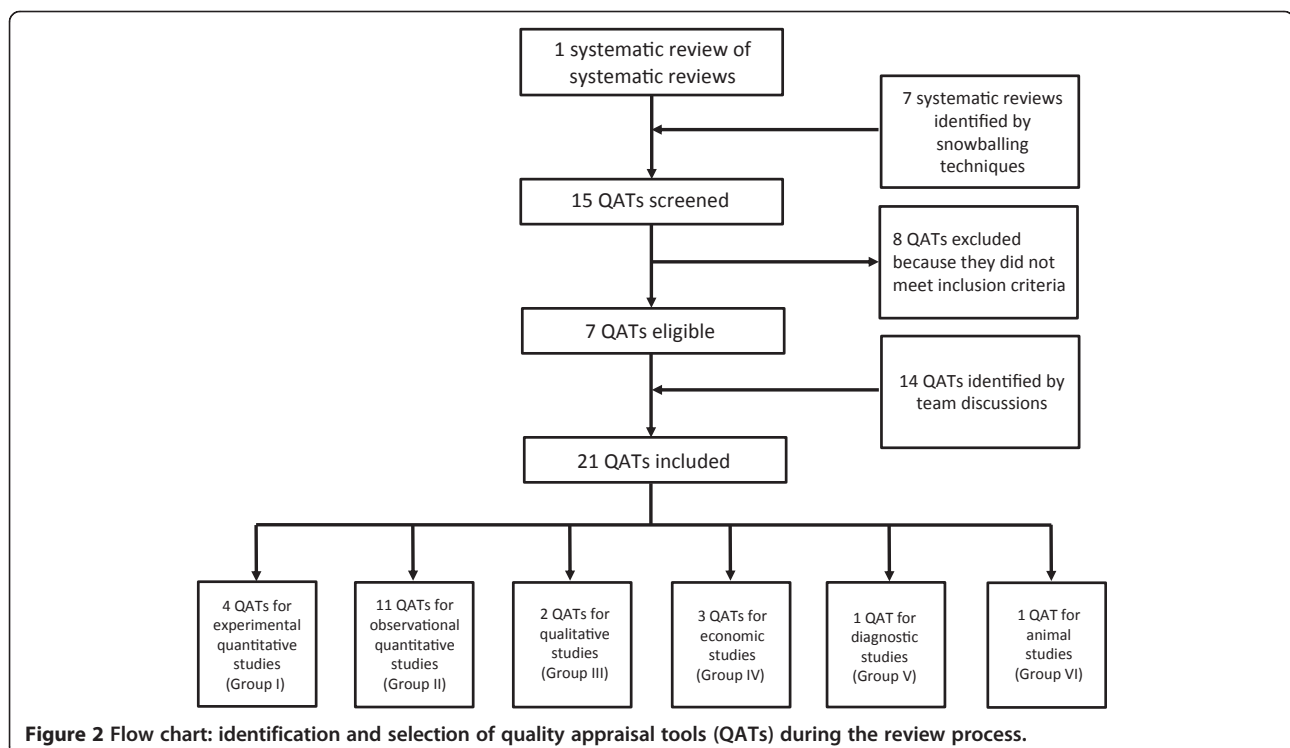 1 systematic review of
systematic reviews
7 systematic reviews
identified by
snowballing
techniques
15 QATs screened
8 QATs excluded
because they did not
meet inclusion criteria
7 QATs eligible
14 QATs identified by
team discussions
21 QATs included
4 QATs for
experimental
quantitative
studies
(Group I)
11 QATs for
observational
quantitative
studies
(Group II)
2 QATs for
qualitative
studies
(Group III)
3 QATs for
economic
studies
(Group IV)
1 QAT for
diagnostic
studies
(Group V)
1 QAT for
animal
studies
(Group VI)
Figure 2 Flow chart: identification and selection of quality appraisal tools (QATs) during the review process.